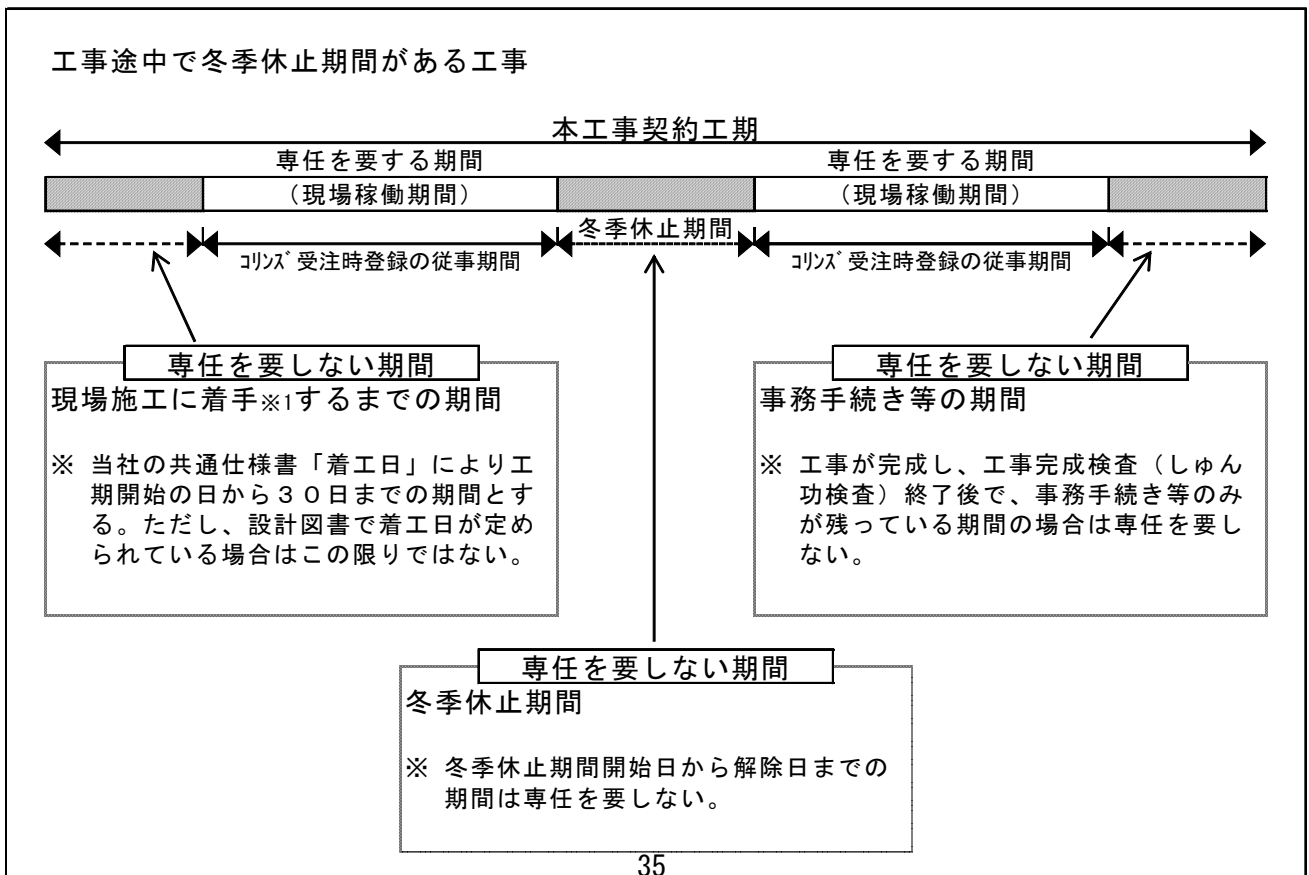 工事途中で冬季休止期間がある工事
本工事契約工期
専任を要する期間
専任を要する期間
（現場稼働期間）
（現場稼働期間）
冬季休止期間
ｺﾘﾝｽﾞ受注時登録の従事期間
ｺﾘﾝｽﾞ受注時登録の従事期間
専任を要しない期間
現場施工に着手※1するまでの期間
※ 当社の共通仕様書「着工日」により工
期開始の日から３０日までの期間とす
る。ただし、設計図書で着工日が定め
られている場合はこの限りではない。
専任を要しない期間
事務手続き等の期間
※ 工事が完成し、工事完成検査（しゅん
功検査）終了後で、事務手続き等のみ
が残っている期間の場合は専任を要し
ない。
専任を要しない期間
冬季休止期間
※ 冬季休止期間開始日から解除日までの
期間は専任を要しない。
35